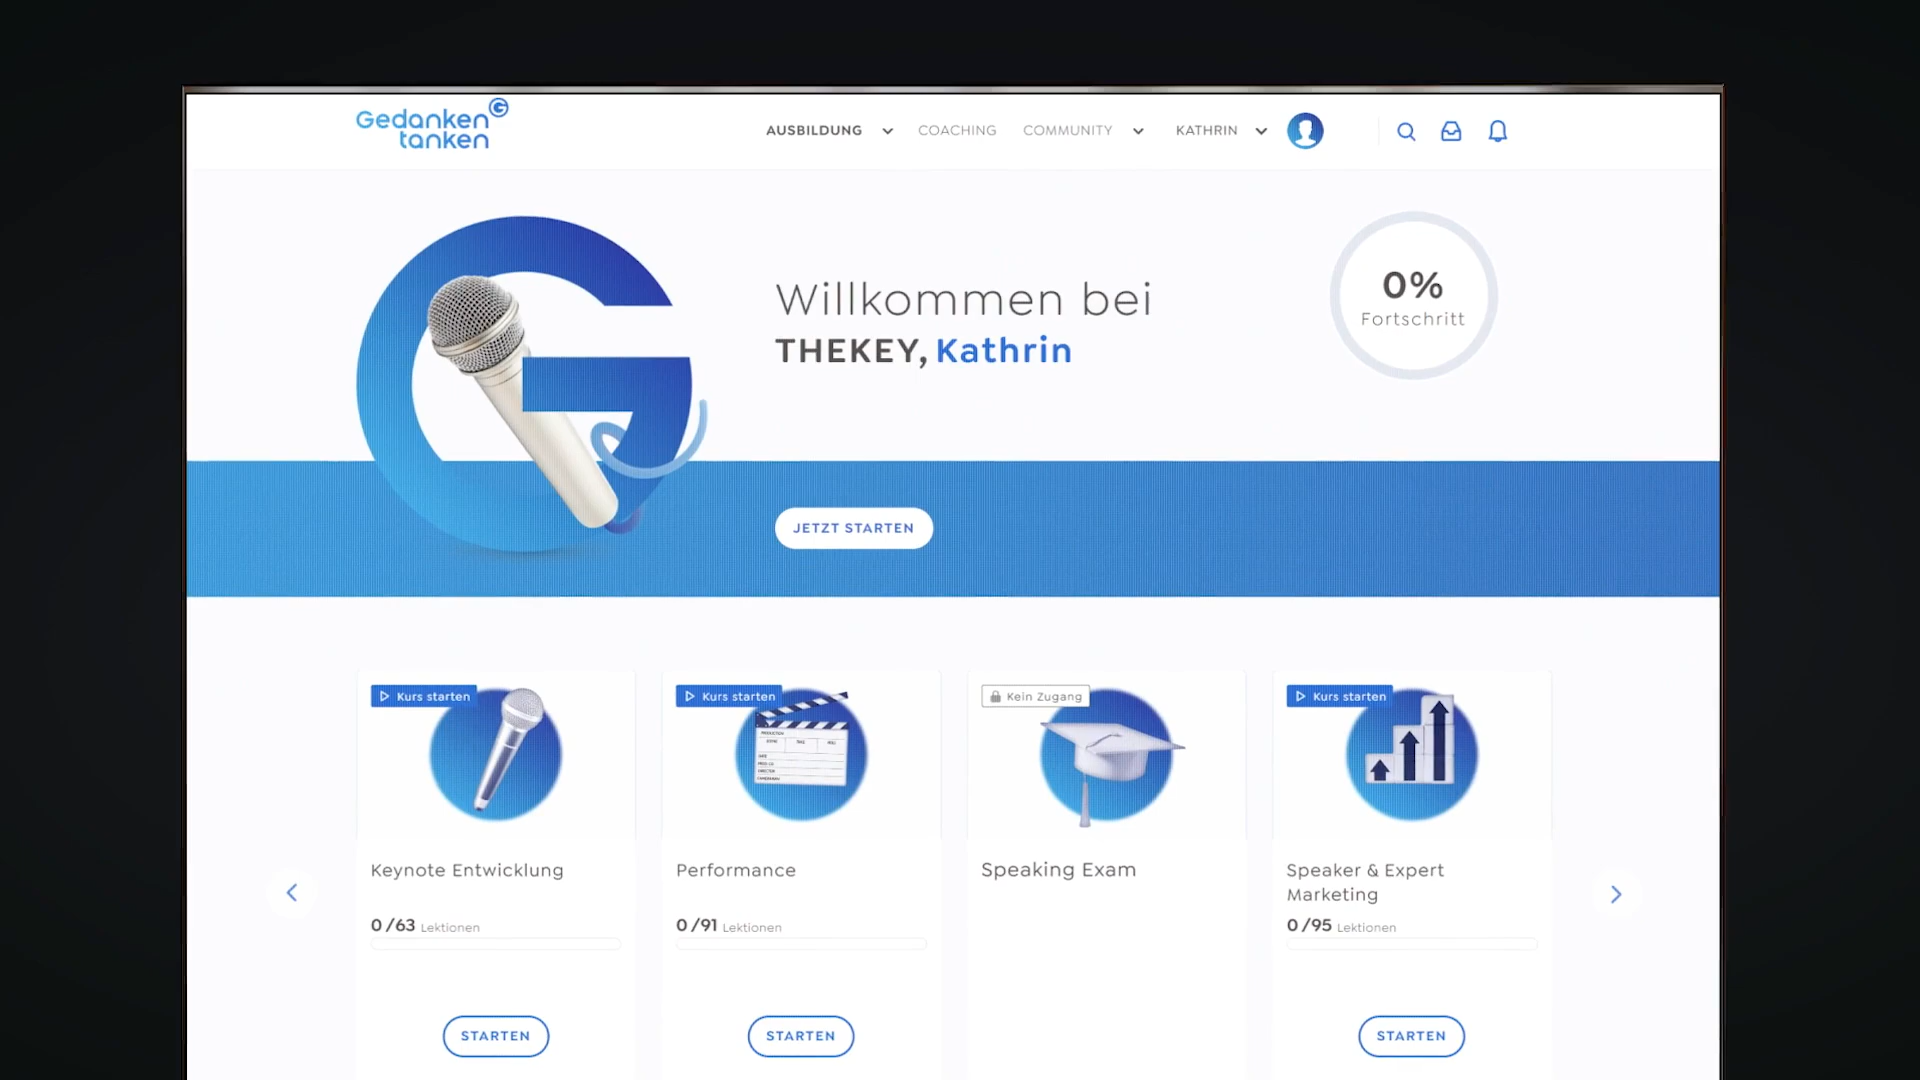 Gedanken
tanken
AUSBILDUNG
COACHING
COMMUNITY
KATHRIN
Willkommen bei
THEKEY, Kathrin
0%
Fortschritt
JETZT STARTEN
Kurs starten
Keynote Entwicklung
0/63 Lektionen
STARTEN
Kurs starten
PRODUCTION
Performance
0/91 Lektionen
STARTEN
Kein Zugang
Speaking Exam
Kurs starten
Speaker & Expert
Marketing
0/95 Lektionen
STARTEN